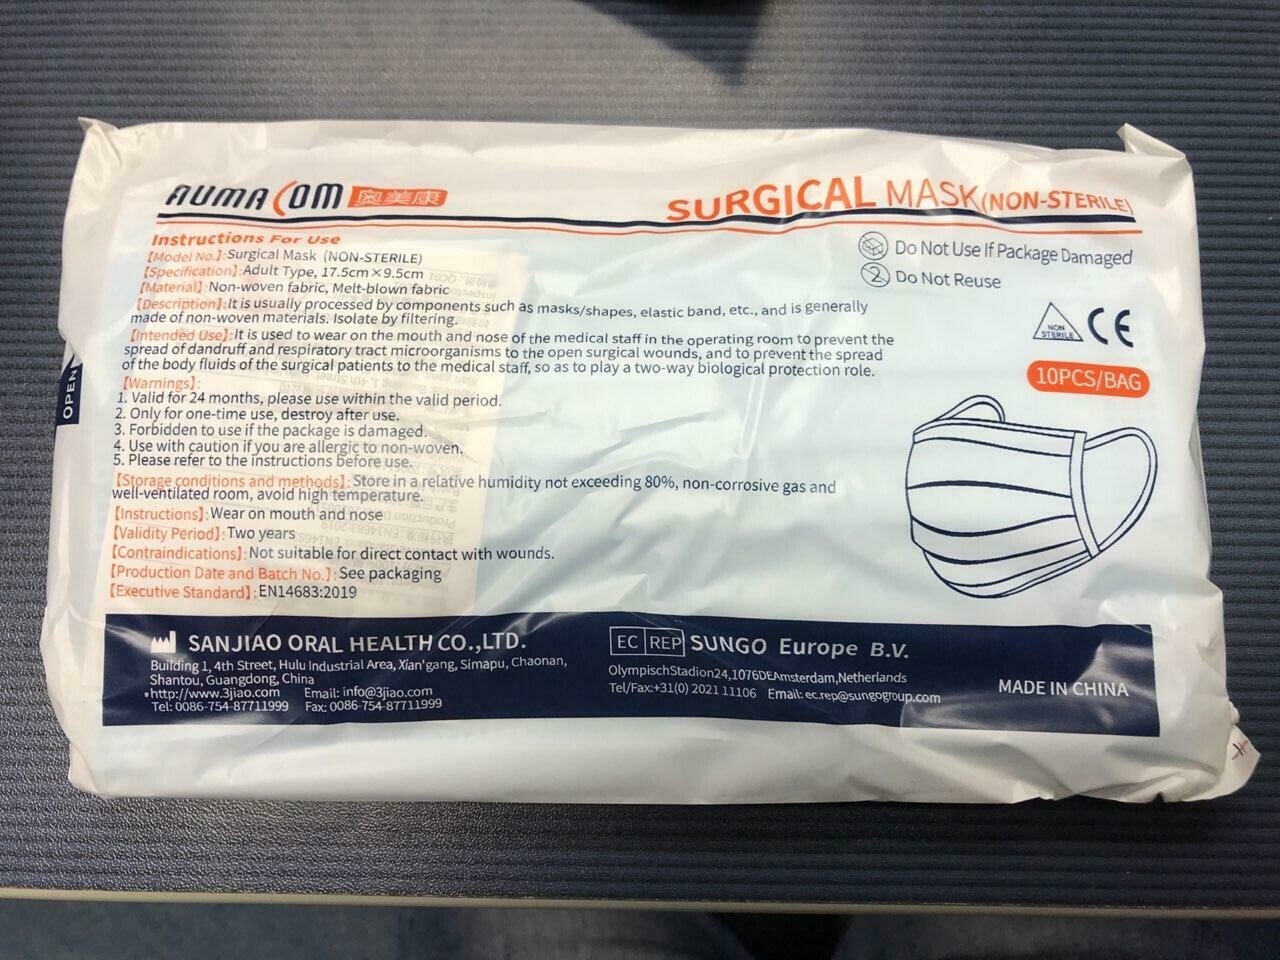 AUMACOM 奥美康
SURGICAL MASK(NON-STERILE)
Instructions For Use
【Model No.】:Surgical Mask (NON-STERILE)
【Specification】:Adult Type, 17.5cm×9.5cm
【Material】:Non-woven fabric, Melt-blown fabric
【Description】:It is usually processed by components such as masks/shapes, elastic band, etc., and is generally
made of non-woven materials. Isolate by filtering.
【Intended Use】:It is used to wear on the mouth and nose of the medical staff in the operating room to prevent the
spread of dandruff and respiratory tract microorganisms to the open surgical wounds, and to prevent the spread
of the body fluids of the surgical patients to the medical staff, so as to play a two-way biological protection role.
【Warnings】:
1. Valid for 24 months, please use within the valid period.
2. Only for one-time use, destroy after use.
3. Forbidden to use if the package is damaged.
4. Use with caution if you are allergic to non-woven.
5. Please refer to the instructions before use.
【Storage conditions and methods】:Store in a relative humidity not exceeding 80%, non-corrosive gas and
well-ventilated room, avoid high temperature.
【Instructions】:Wear on mouth and nose
【Validity Period】:Two years
【Contraindications】:Not suitable for direct contact with wounds.
【Production Date and Batch No.】:See packaging
【Executive Standard】:EN14683:2019
Do Not Use If Package Damaged
2 Do Not Reuse
NON
STERILE
CE
10PCS/BAG
OPEN
SANJIAO ORAL HEALTH CO.,LTD.
Building 1, 4th Street, Hulu Industrial Area, Xian'gang, Simapu, Chaonan,
Shantou, Guangdong, China
http://www.3jiao.com Email: info@3jiao.com
Tel: 0086-754-87711999 Fax: 0086-754-87711999
EC REP SUNGO Europe B.V.
OlympischStadion24,1076DEAmsterdam,Netherlands
Tel/Fax:+31(0) 2021 11106 Email: ec.rep@sungogroup.com
MADE IN CHINA